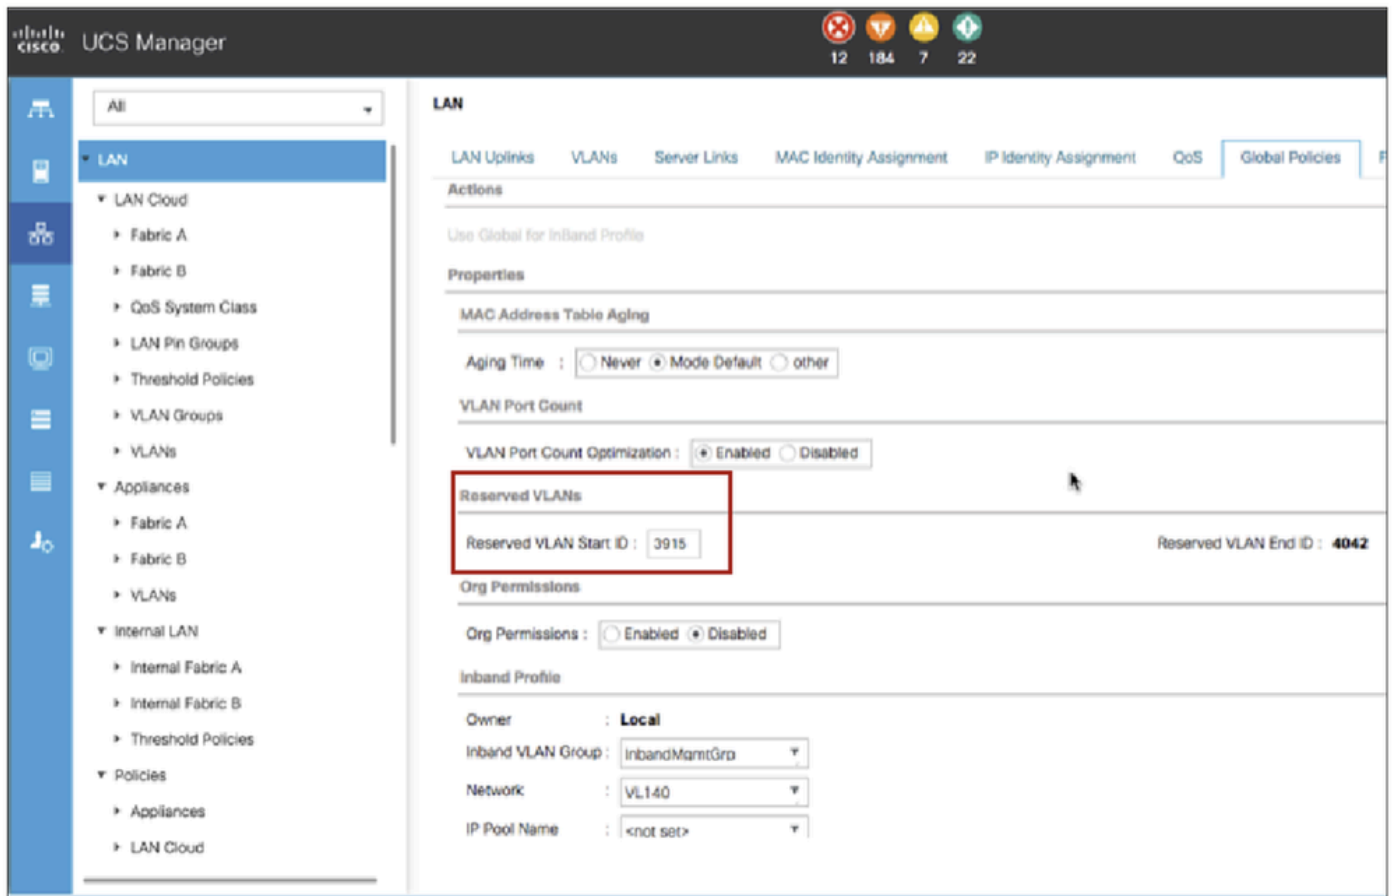 cisco UCS Manager
12 184 7 22
All
LAN
LAN Cloud
Fabric A
Fabric B
QoS System Class
LAN Pin Groups
Threshold Policies
VLAN Groups
VLANs
Appliances
Fabric A
Fabric B
VLANs
Internal LAN
Internal Fabric A
Internal Fabric B
Threshold Policies
Policies
Appliances
LAN Cloud
LAN
LAN Uplinks VLANs Server Links MAC Identity Assignment IP Identity Assignment QoS Global Policies
Actions
Use Global for InBand Profile
Properties
MAC Address Table Aging
Aging Time : Never Mode Default other
VLAN Port Count
VLAN Port Count Optimization : Enabled Disabled
Reserved VLANs
Reserved VLAN Start ID : 3915 Reserved VLAN End ID : 4042
Org Permissions
Org Permissions : Enabled Disabled
Inband Profile
Owner : Local
Inband VLAN Group : InbandMgmtGrp
Network : VL140
IP Pool Name : <not set>